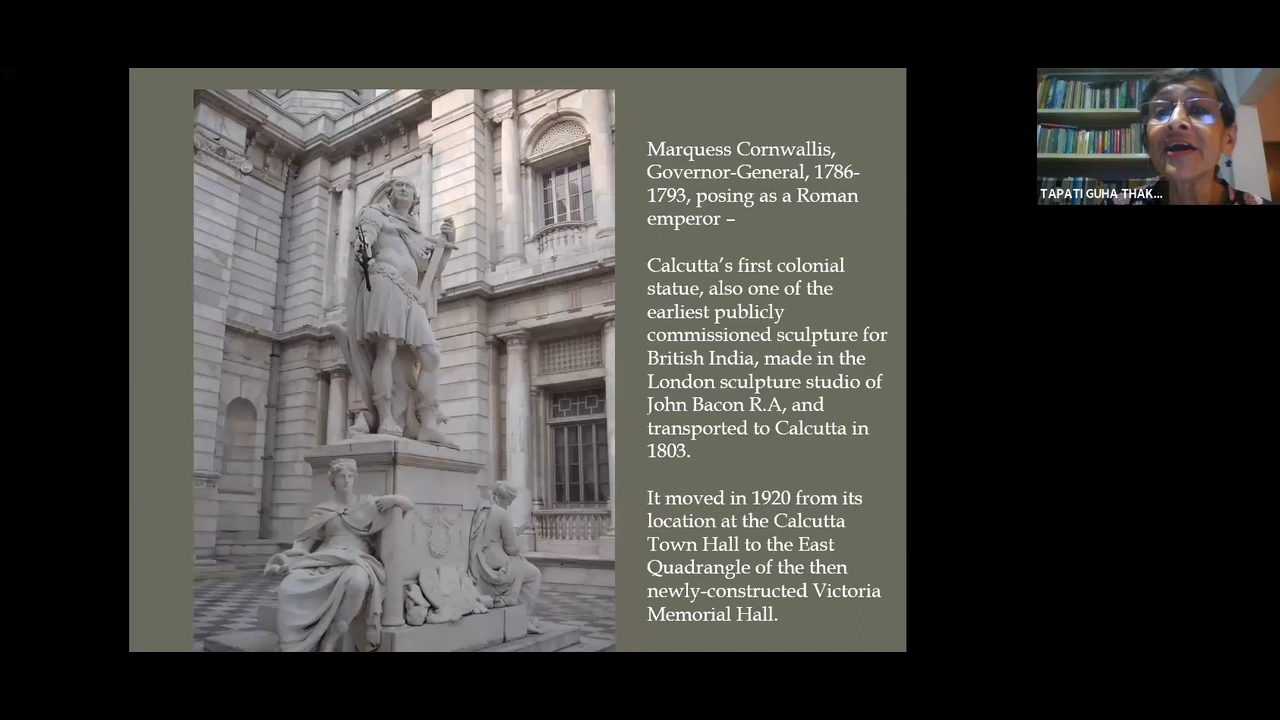 Marquess Cornwallis,
Governor-General, 1786-
1793, posing as a Roman
emperor –
Calcutta's first colonial
statue, also one of the
earliest publicly
commissioned sculpture for
British India, made in the
London sculpture studio of
John Bacon R.A, and
transported to Calcutta in
1803.
It moved in 1920 from its
location at the Calcutta
Town Hall to the East
Quadrangle of the then
newly-constructed Victoria
Memorial Hall.
TAPATI GUHA THAK...